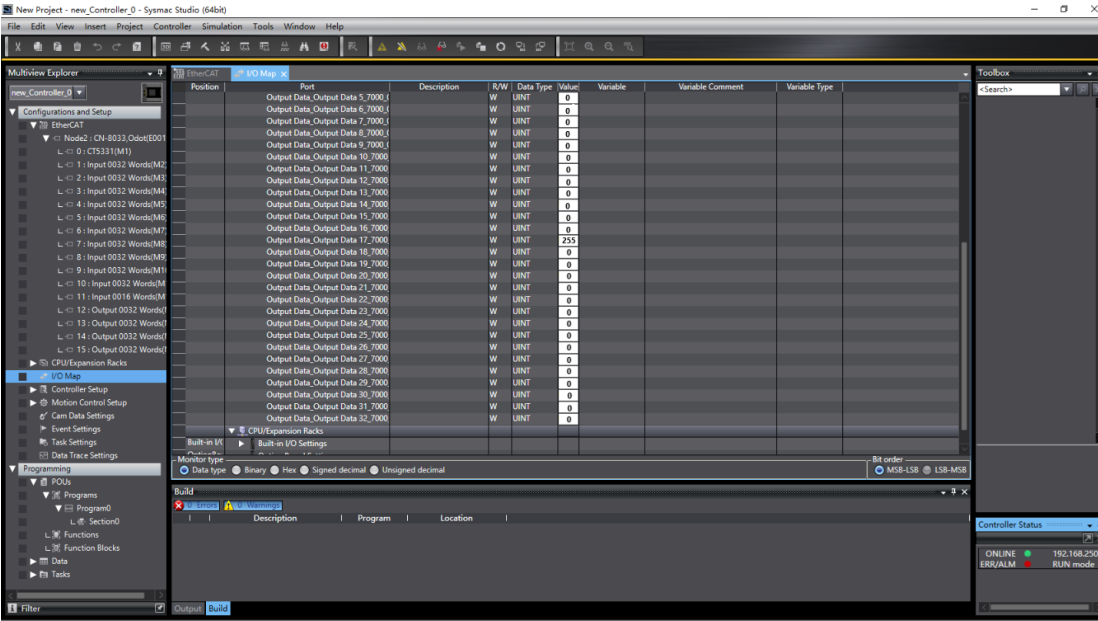 New Project - new_Controller_0 - Sysmac Studio (64bit)
File Edit View Insert Project Controller Simulation Tools Window Help
Multiview Explorer
new_Controller_0
Configurations and Setup
EtherCAT
Node2 : CN-8033,Odot(E001
0 : CT5331(M1)
1 : Input 0032 Words(M2
2 : Input 0032 Words(M3
3 : Input 0032 Words(M4
4 : Input 0032 Words(M5
5 : Input 0032 Words(M6
6 : Input 0032 Words(M7
7 : Input 0032 Words(M8
8 : Input 0032 Words(M9
9 : Input 0032 Words(M1
10 : Input 0032 Words(M
11 : Input 0016 Words(M
12 : Output 0032 Words(
13 : Output 0032 Words(
14 : Output 0032 Words(
15 : Output 0032 Words(
CPU/Expansion Racks
I/O Map
Controller Setup
Motion Control Setup
Cam Data Settings
Event Settings
Task Settings
Data Trace Settings
Programming
POUs
Programs
Program0
Section0
Functions
Function Blocks
Data
Tasks
Filter
EtherCAT I/O Map
Position Port Description R/W Data Type Value Variable Variable Comment Variable Type
Output Data_Output Data 5_7000_ W UINT 0
Output Data_Output Data 6_7000_ W UINT 0
Output Data_Output Data 7_7000_ W UINT 0
Output Data_Output Data 8_7000_ W UINT 0
Output Data_Output Data 9_7000_ W UINT 0
Output Data_Output Data 10_7000 W UINT 0
Output Data_Output Data 11_7000 W UINT 0
Output Data_Output Data 12_7000 W UINT 0
Output Data_Output Data 13_7000 W UINT 0
Output Data_Output Data 14_7000 W UINT 0
Output Data_Output Data 15_7000 W UINT 0
Output Data_Output Data 16_7000 W UINT 0
Output Data_Output Data 17_7000 W UINT 255
Output Data_Output Data 18_7000 W UINT 0
Output Data_Output Data 19_7000 W UINT 0
Output Data_Output Data 20_7000 W UINT 0
Output Data_Output Data 21_7000 W UINT 0
Output Data_Output Data 22_7000 W UINT 0
Output Data_Output Data 23_7000 W UINT 0
Output Data_Output Data 24_7000 W UINT 0
Output Data_Output Data 25_7000 W UINT 0
Output Data_Output Data 26_7000 W UINT 0
Output Data_Output Data 27_7000 W UINT 0
Output Data_Output Data 28_7000 W UINT 0
Output Data_Output Data 29_7000 W UINT 0
Output Data_Output Data 30_7000 W UINT 0
Output Data_Output Data 31_7000 W UINT 0
Output Data_Output Data 32_7000 W UINT 0
CPU/Expansion Racks
Built-in I/ Built-in I/O Settings
Monitor type
Data type Binary Hex Signed decimal Unsigned decimal
Bit order
MSB-LSB LSB-MSB
Build
0 Errors 0 Warnings
Description Program Location
Output Build
Toolbox
<Search>
Controller Status
ONLINE 192.168.250
ERR/ALM RUN mode